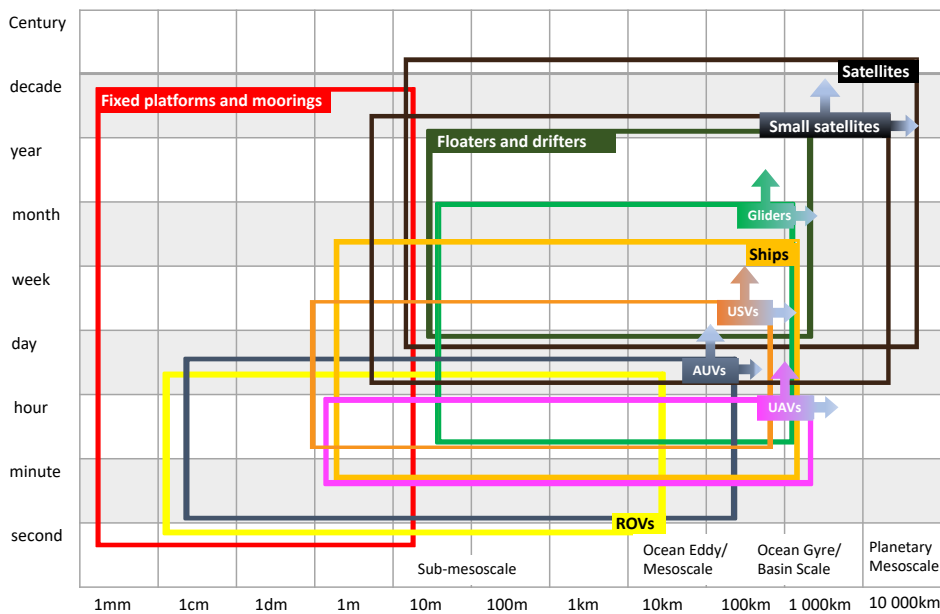 Century
decade
year
month
week
day
hour
minute
second
Satellites
Fixed platforms and moorings
Small satellites
Floaters and drifters
Gliders
Ships
USVs
AUVs
UAVs
ROVs
Sub-mesoscale
Ocean Eddy/
Mesoscale
Ocean Gyre/
Basin Scale
Planetary
Mesoscale
1mm
1cm
1dm
1m
10m
100m
1km
10km
100km
1 000km
10 000km